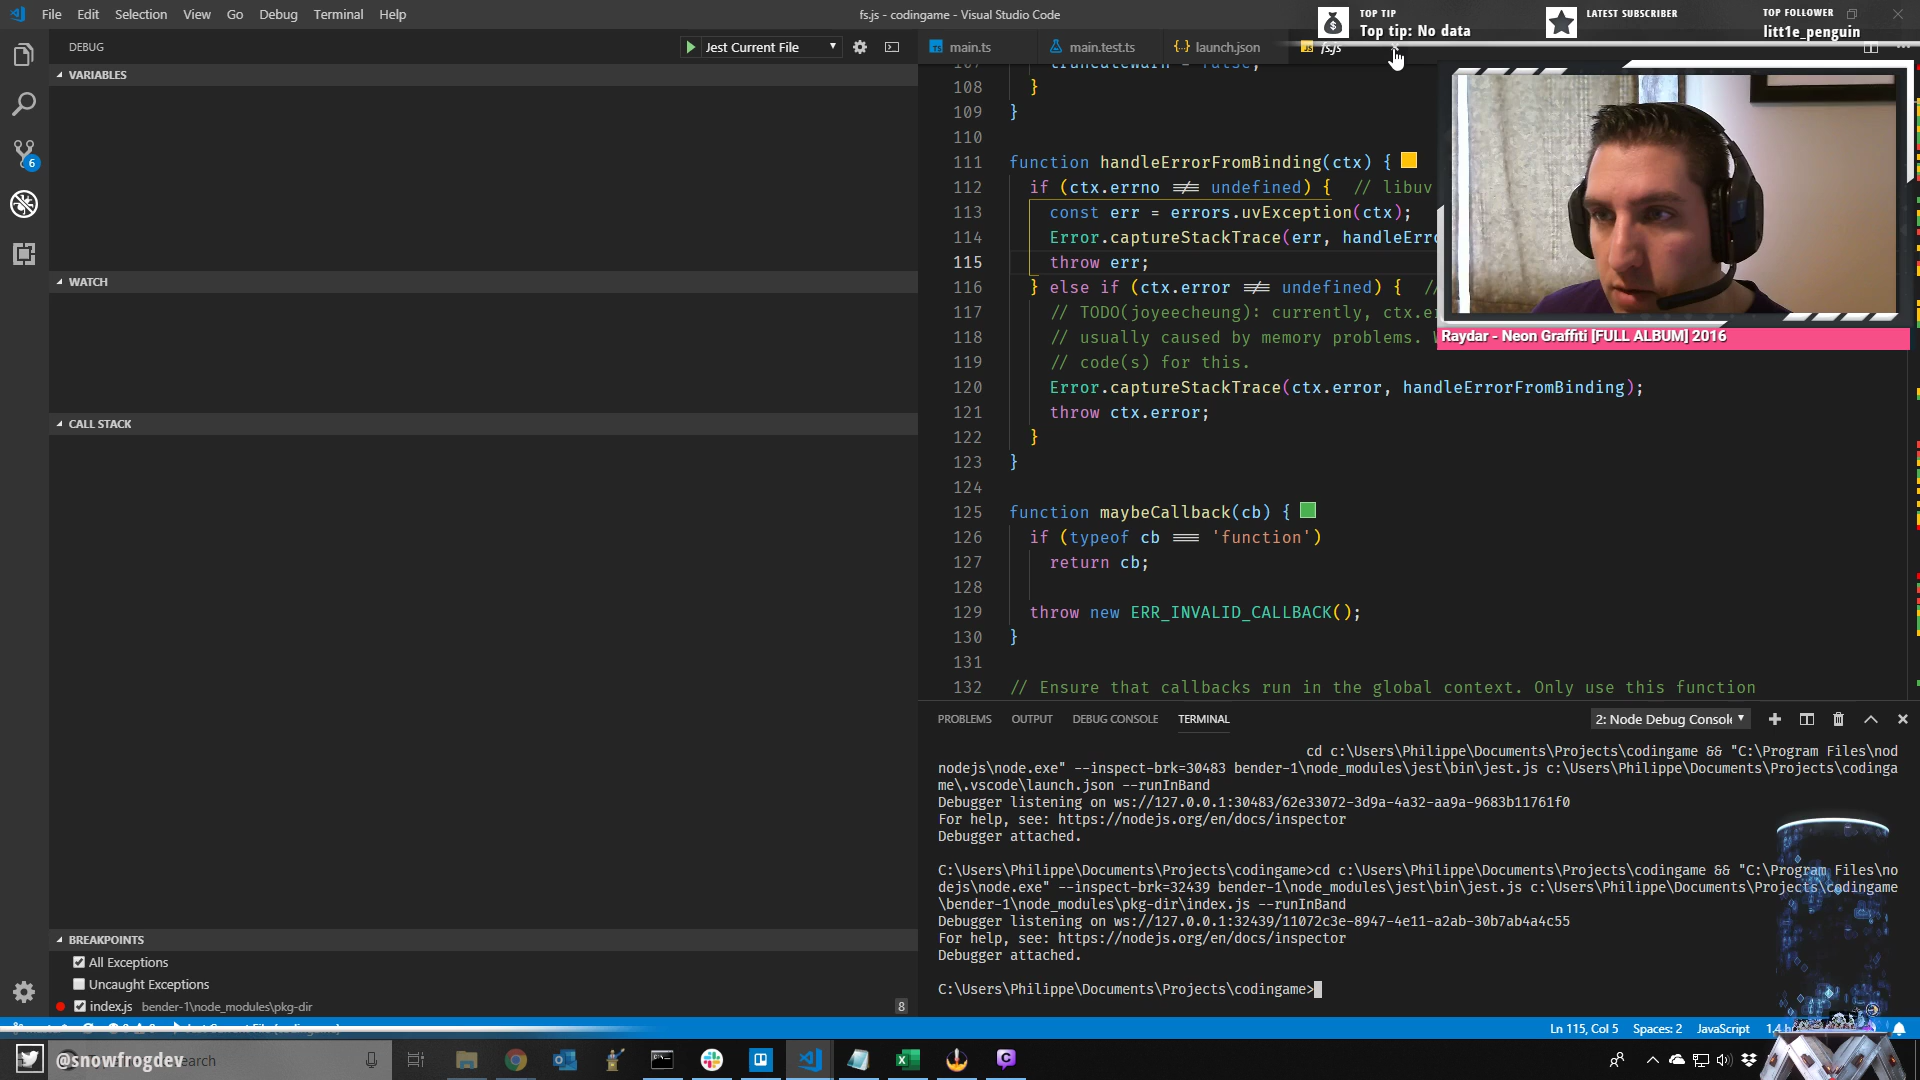 File Edit Selection View Go Debug Terminal Help
fs.js - codingame - Visual Studio Code
TOP TIP
Top tip: No data
LATEST SUBSCRIBER
TOP FOLLOWER
litt1e_penguin
DEBUG
Jest Current File
main.ts
main.test.ts
launch.json
fs.js
VARIABLES
WATCH
CALL STACK
BREAKPOINTS
All Exceptions
Uncaught Exceptions
index.js bender-1\node_modules\pkg-dir 8
6
108 }
109 }
110
111 function handleErrorFromBinding(ctx) {
112 if (ctx.errno !== undefined) { // libuv
113 const err = errors.uvException(ctx);
114 Error.captureStackTrace(err, handleErro
115 throw err;
116 } else if (ctx.error !== undefined) { //
117 // TODO(joyeecheung): currently, ctx.e
118 // usually caused by memory problems.
119 // code(s) for this.
120 Error.captureStackTrace(ctx.error, handleErrorFromBinding);
121 throw ctx.error;
122 }
123 }
124
125 function maybeCallback(cb) {
126 if (typeof cb === 'function')
127 return cb;
128
129 throw new ERR_INVALID_CALLBACK();
130 }
131
132 // Ensure that callbacks run in the global context. Only use this function
Raydar - Neon Graffiti [FULL ALBUM] 2016
PROBLEMS OUTPUT DEBUG CONSOLE TERMINAL
2: Node Debug Console
cd c:\Users\Philippe\Documents\Projects\codingame && "C:\Program Files\nod
nodejs\node.exe" --inspect-brk=30483 bender-1\node_modules\jest\bin\jest.js c:\Users\Philippe\Documents\Projects\codinga
me\.vscode\launch.json --runInBand
Debugger listening on ws://127.0.0.1:30483/62e33072-3d9a-4a32-aa9a-9683b11761f0
For help, see: https://nodejs.org/en/docs/inspector
Debugger attached.
C:\Users\Philippe\Documents\Projects\codingame>cd c:\Users\Philippe\Documents\Projects\codingame && "C:\Program Files\no
dejs\node.exe" --inspect-brk=32439 bender-1\node_modules\jest\bin\jest.js c:\Users\Philippe\Documents\Projects\codingame
\bender-1\node_modules\pkg-dir\index.js --runInBand
Debugger listening on ws://127.0.0.1:32439/11072c3e-8947-4e11-a2ab-30b7ab4a4c55
For help, see: https://nodejs.org/en/docs/inspector
Debugger attached.
C:\Users\Philippe\Documents\Projects\codingame>
Ln 115, Col 5 Spaces: 2 JavaScript
@snowfrogdev